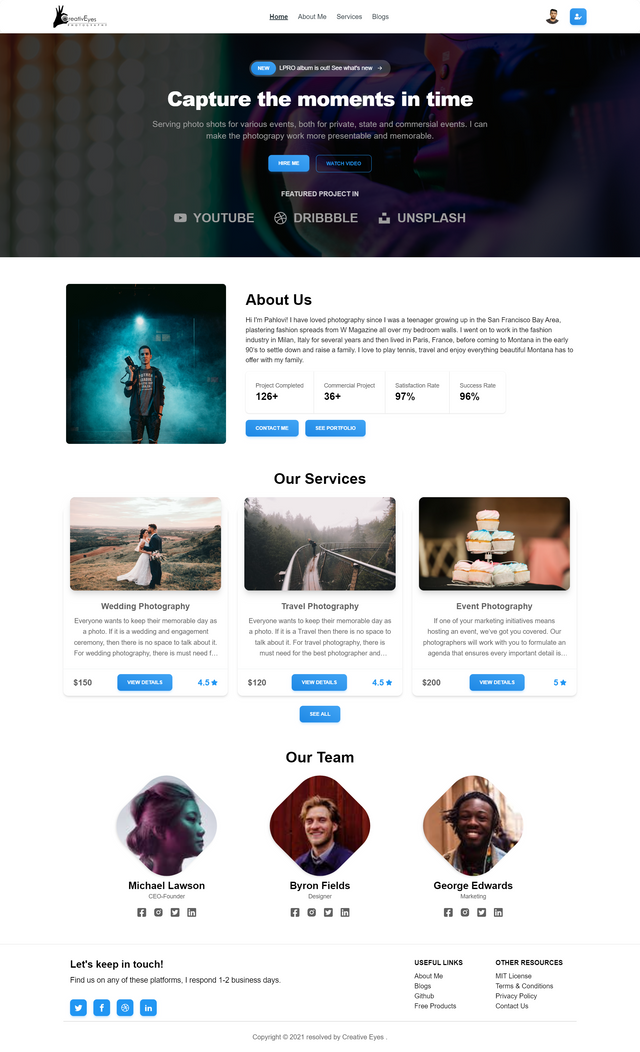 CreativEyes
PHOTOGRAPHY
Home
About Me
Services
Blogs
NEW LPRO album is out! See what's new →
Capture the moments in time
Serving photo shots for various events, both for private, state and commersial events. I can
make the photograpy work more presentable and memorable.
HIRE ME
WATCH VIDEO
FEATURED PROJECT IN
YOUTUBE
DRIBBBLE
UNSPLASH
About Us
Hi I'm Pahlovi! I have loved photography since I was a teenager growing up in the San Francisco Bay Area,
plastering fashion spreads from W Magazine all over my bedroom walls. I went on to work in the fashion
industry in Milan, Italy for several years and then lived in Paris, France, before coming to Montana in the early
90's to settle down and raise a family. I love to play tennis, travel and enjoy everything beautiful Montana has to
offer with my family.
Project Completed
126+
Commercial Project
36+
Satisfaction Rate
97%
Success Rate
96%
CONTACT ME
SEE PORTFOLIO
Our Services
Wedding Photography
Everyone wants to keep their memorable day as
a photo. If it is a wedding and engagement
ceremony, then there is no space to talk about it.
For wedding photography, there is must need f...
$150
VIEW DETAILS
4.5
Travel Photography
Everyone wants to keep their memorable day as
a photo. If it is a Travel then there is no space to
talk about it. For travel photography, there is
must need for the best photographer and...
$120
VIEW DETAILS
4.5
Event Photography
If one of your marketing initiatives means
hosting an event, we've got you covered. Our
photographers will work with you to formulate an
agenda that ensures every important detail is...
$200
VIEW DETAILS
5
SEE ALL
Our Team
Michael Lawson
CEO-Founder
Byron Fields
Designer
George Edwards
Marketing
Let's keep in touch!
Find us on any of these platforms, I respond 1-2 business days.
USEFUL LINKS
About Me
Blogs
Github
Free Products
OTHER RESOURCES
MIT License
Terms & Conditions
Privacy Policy
Contact Us
Copyright © 2021 resolved by Creative Eyes .